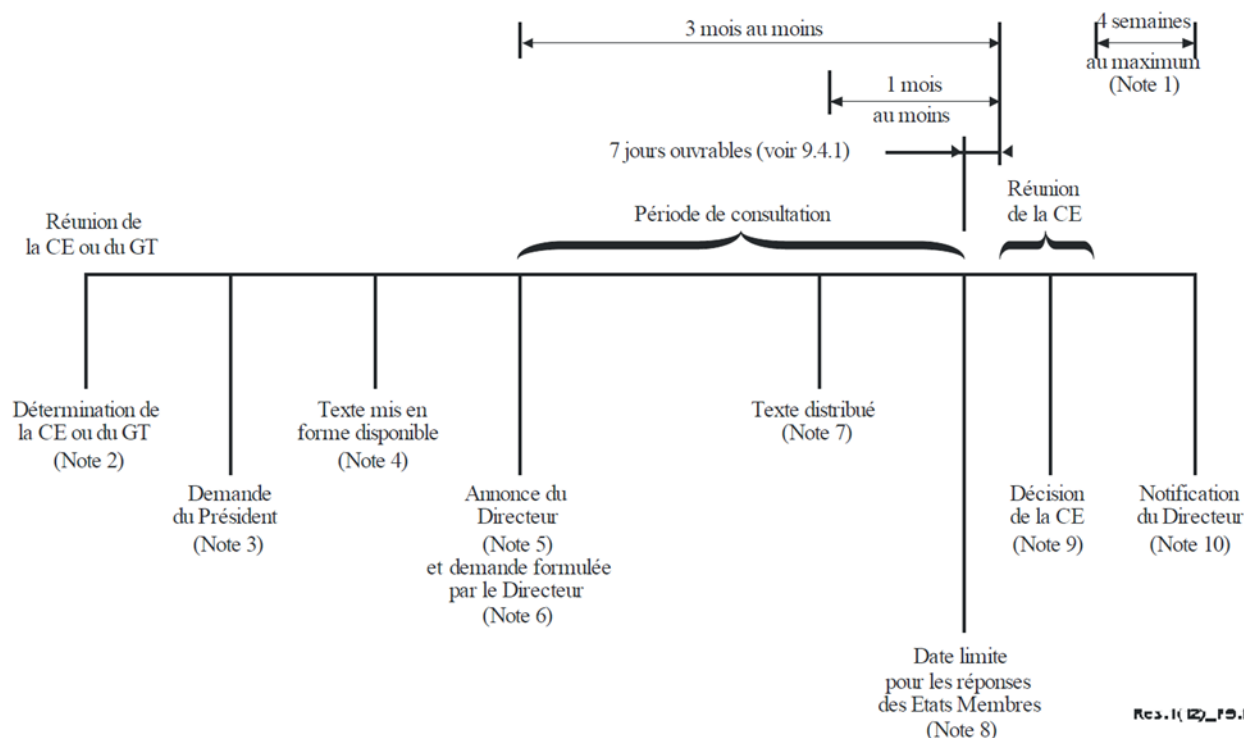 3 mois au moins
4 semaines
au maximum
(Note 1)
1 mois
au moins
7 jours ouvrables (voir 9.4.1)
Réunion de
la CE ou du GT
Période de consultation
Réunion
de la CE
Détermination de
la CE ou du GT
(Note 2)
Demande
du Président
(Note 3)
Texte mis en
forme disponible
(Note 4)
Annonce du
Directeur
(Note 5)
et demande formulée
par le Directeur
(Note 6)
Texte distribué
(Note 7)
Date limite
pour les réponses
des Etats Membres
(Note 8)
Décision
de la CE
(Note 9)
Notification
du Directeur
(Note 10)